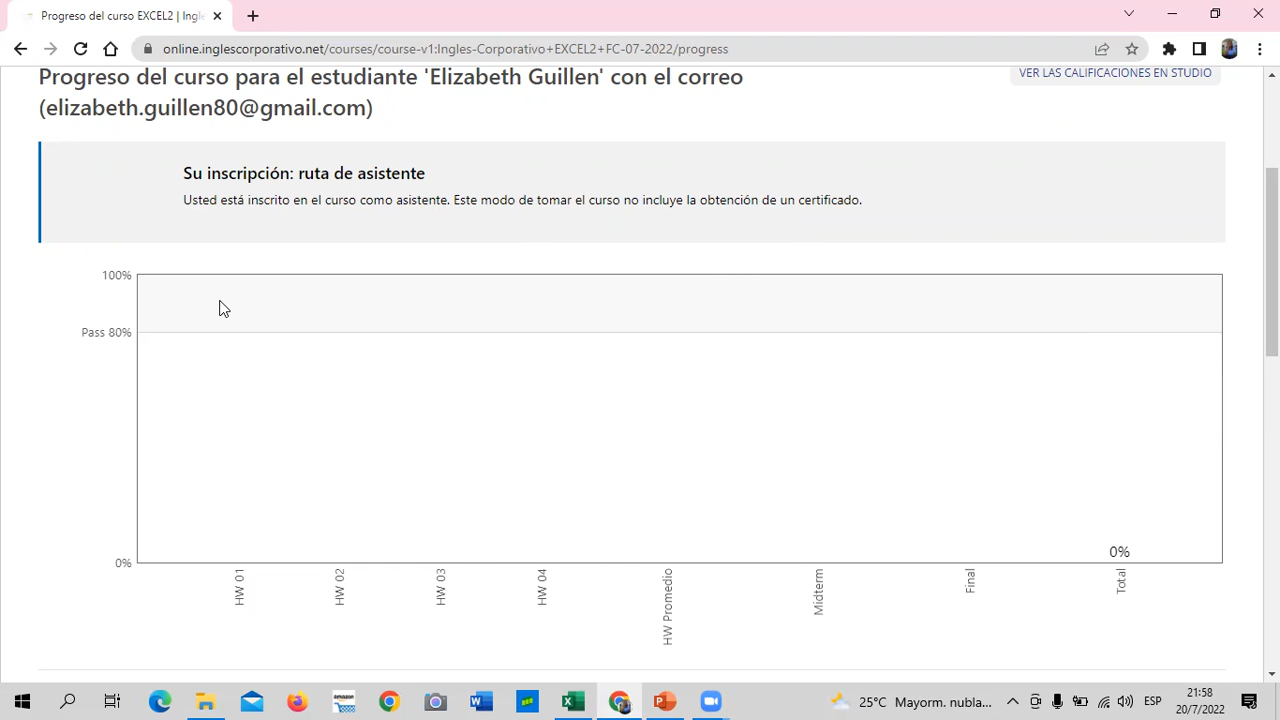 Progreso del curso EXCEL2 | Ingle
online.inglescorporativo.net/courses/course-v1:Ingles-Corporativo+EXCEL2+FC-07-2022/progress
Progreso del curso para el estudiante 'Elizabeth Guillen' con el correo
(elizabeth.guillen80@gmail.com)
VER LAS CALIFICACIONES EN STUDIO
Su inscripción: ruta de asistente
Usted está inscrito en el curso como asistente. Este modo de tomar el curso no incluye la obtención de un certificado.
100%
Pass 80%
0%
0%
HW 01
HW 02
HW 03
HW 04
HW Promedio
Midterm
Final
Total
amazon
25°C Mayorm. nubla...
ESP
21:58
20/7/2022